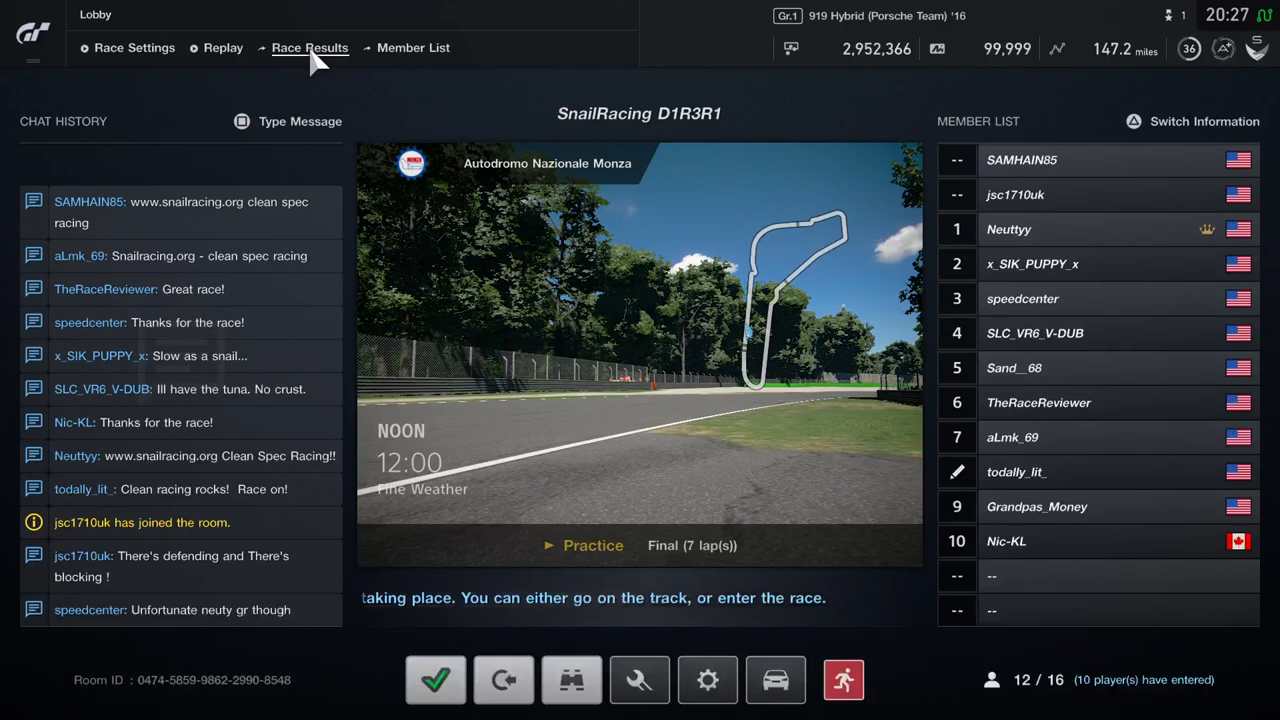 Lobby
Race Settings
Replay
Race Results
Member List
Gr.1
919 Hybrid (Porsche Team) '16
1
20:27
2,952,366
99,999
147.2 miles
36
A+
S
CHAT HISTORY
Type Message
SAMHAIN85: www.snailracing.org clean spec
racing
aLmk_69: Snailracing.org - clean spec racing
TheRaceReviewer: Great race!
speedcenter: Thanks for the race!
x_SIK_PUPPY_x: Slow as a snail...
SLC_VR6_V-DUB: Ill have the tuna. No crust.
Nic-KL: Thanks for the race!
Neuttyy: www.snailracing.org Clean Spec Racing!!
todally_lit_: Clean racing rocks! Race on!
jsc1710uk has joined the room.
jsc1710uk: There's defending and There's
blocking !
speedcenter: Unfortunate neuty gr though
SnailRacing D1R3R1
Autodromo Nazionale Monza
NOON
12:00
Fine Weather
Practice
Final (7 lap(s))
taking place. You can either go on the track, or enter the race.
MEMBER LIST
Switch Information
-- SAMHAIN85
-- jsc1710uk
1 Neuttyy
2 x_SIK_PUPPY_x
3 speedcenter
4 SLC_VR6_V-DUB
5 Sand__68
6 TheRaceReviewer
7 aLmk_69
todally_lit_
9 Grandpas_Money
10 Nic-KL
-- --
-- --
Room ID : 0474-5859-9862-2990-8548
12 / 16 (10 player(s) have entered)